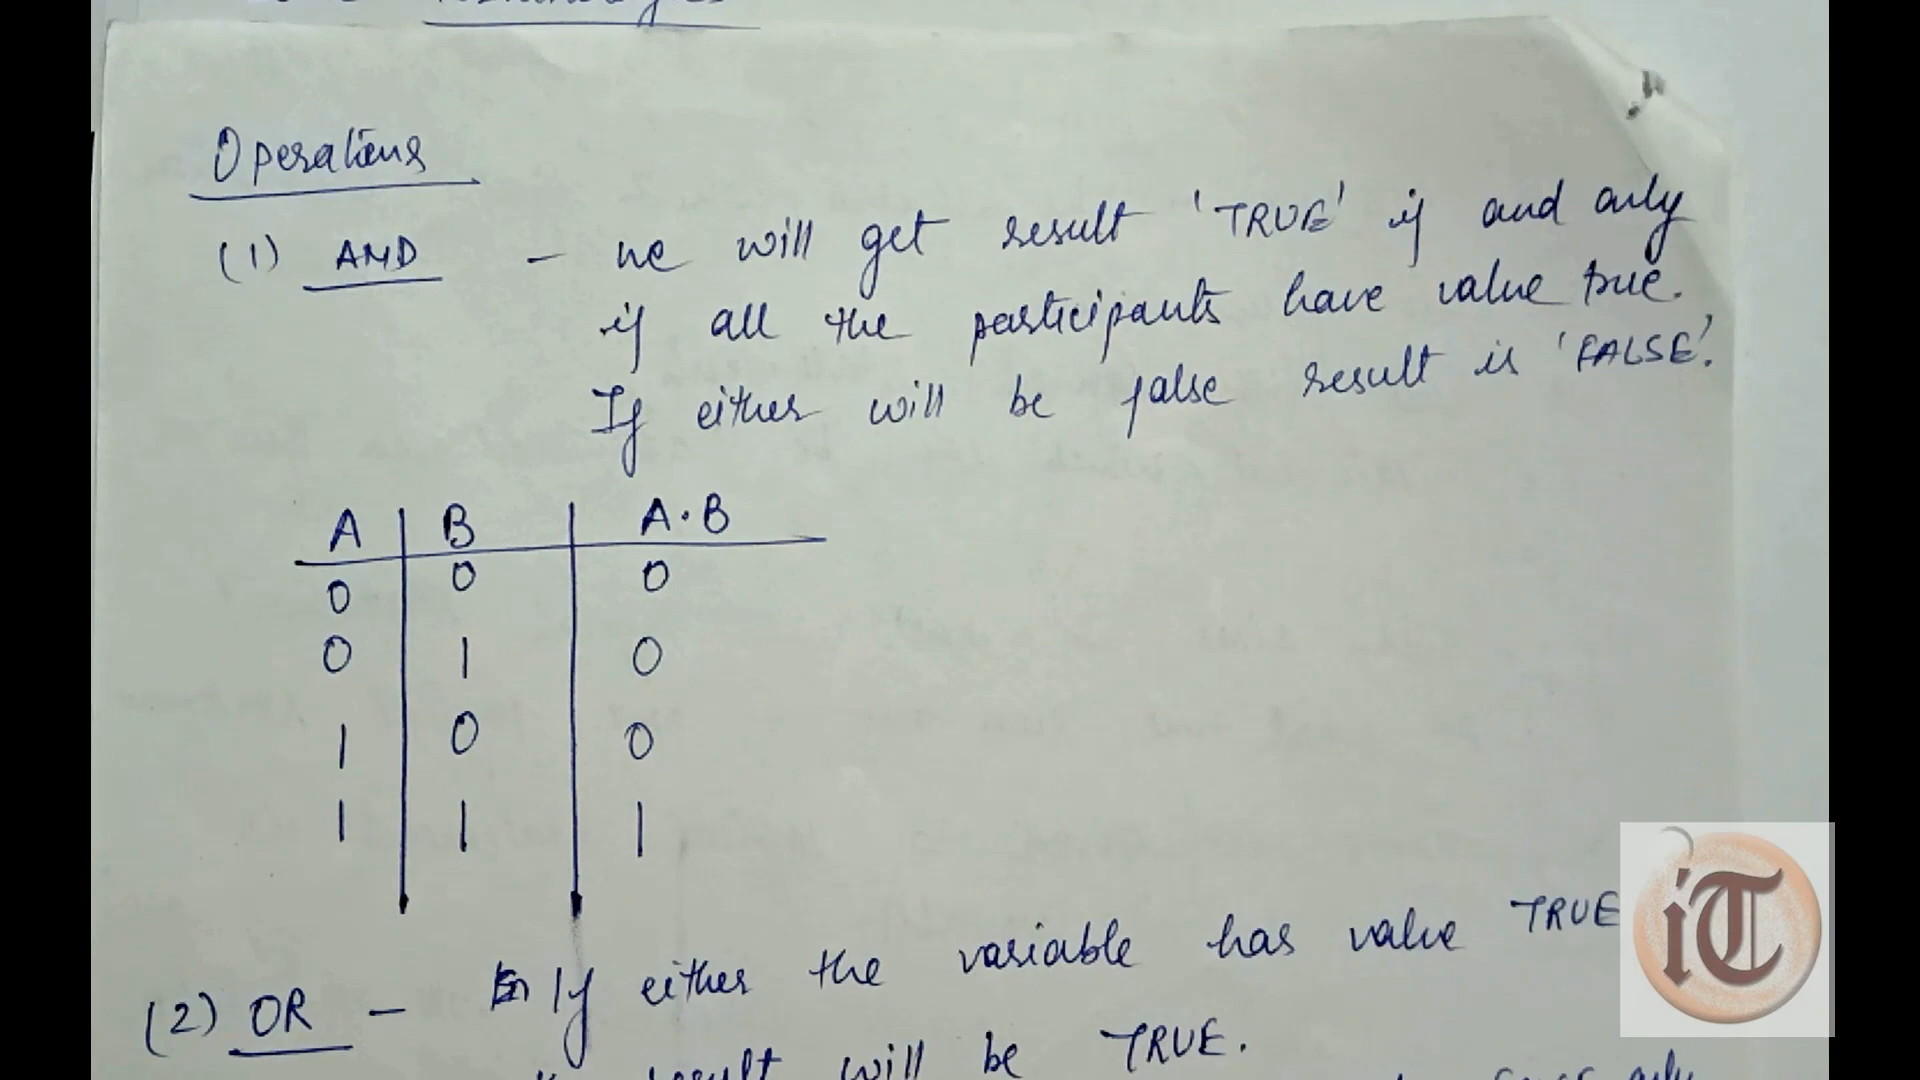 Operations
(1) AND - we will get result 'TRUE' if and only
if all the participants have value true.
If either will be false result is 'FALSE'.
A B A·B
0 0 0
0 1 0
1 0 0
1 1 1
(2) OR - If either the variable has value TRUE
result will be TRUE.
iT